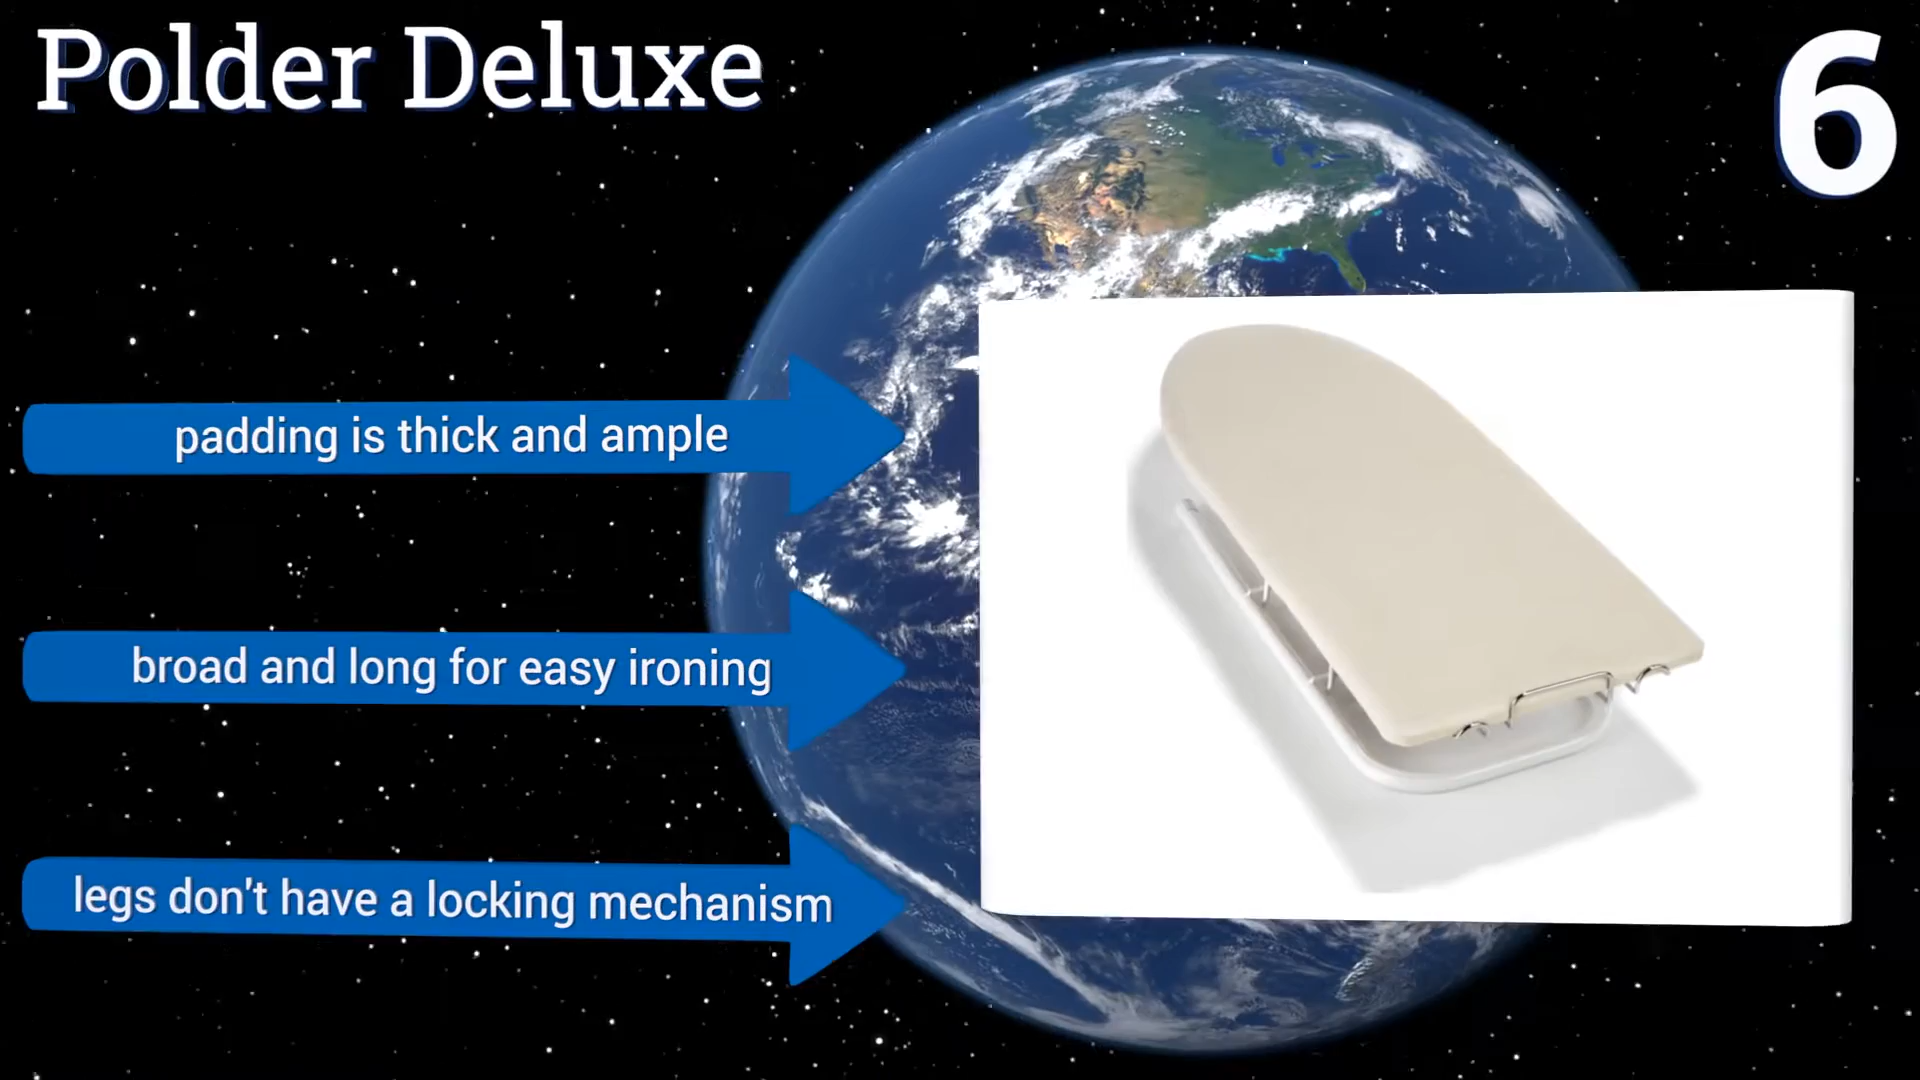 Polder Deluxe
6
padding is thick and ample
broad and long for easy ironing
legs don't have a locking mechanism